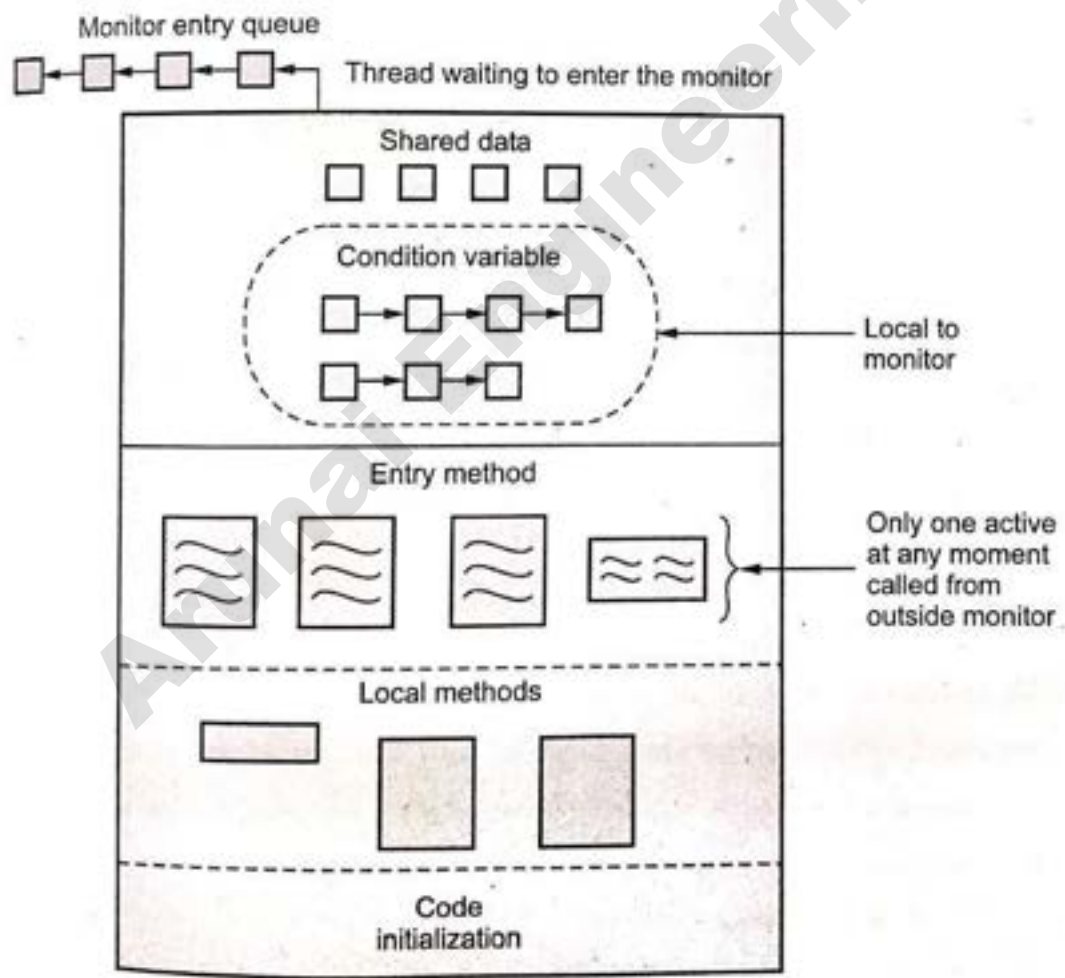 Monitor entry queue
Thread waiting to enter the monitor
Shared data
Condition variable
Local to
monitor
Entry method
Only one active
at any moment
called from
outside monitor
Local methods
Code
initialization